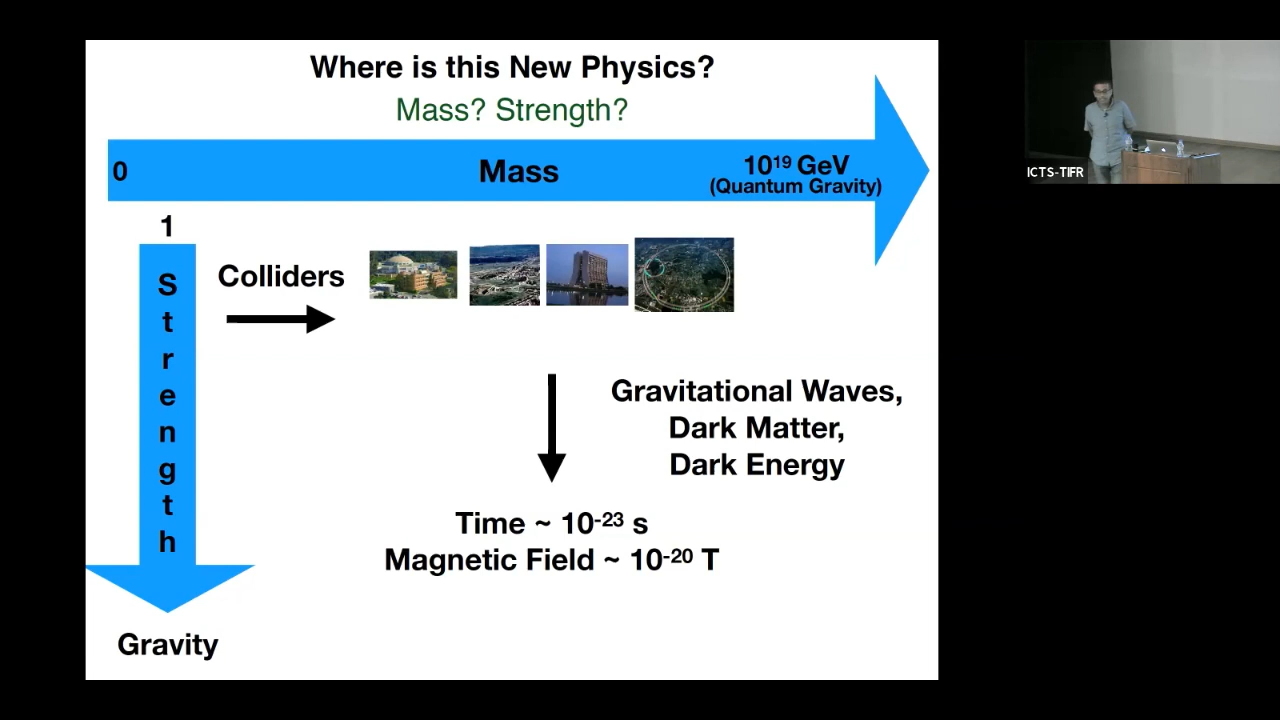 Where is this New Physics?
Mass? Strength?
0
Mass
10¹⁹ GeV
(Quantum Gravity)
1
Strength
Colliders
Gravitational Waves,
Dark Matter,
Dark Energy
Time ~ 10⁻²³ s
Magnetic Field ~ 10⁻²⁰ T
Gravity
ICTS-TIFR